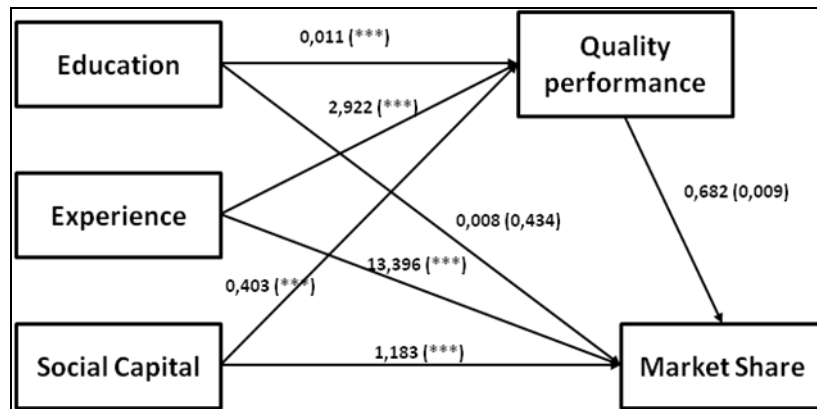 Education
0,011 (***)
Quality
performance
2,922 (***)
Experience
0,008 (0,434)
0,682 (0,009)
0,403 (***)
13,396 (***)
Social Capital
1,183 (***)
Market Share